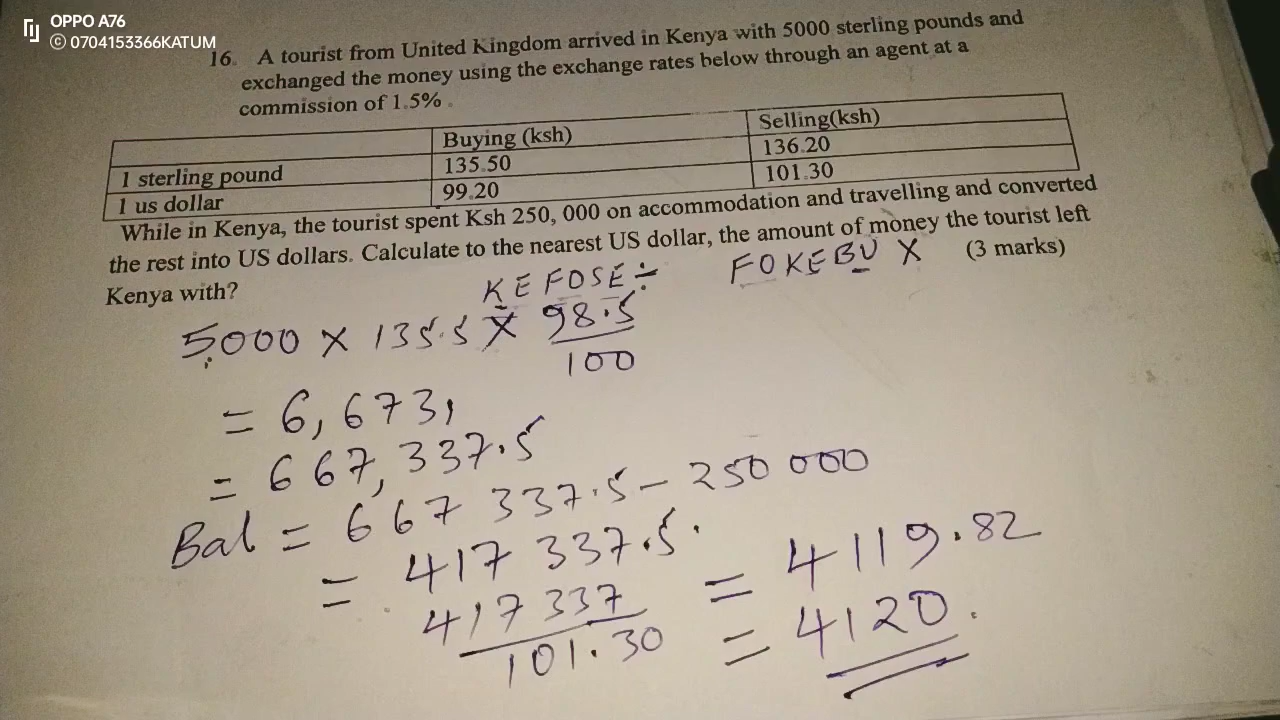 OPPO A76
© 0704153366KATUM
16. A tourist from United Kingdom arrived in Kenya with 5000 sterling pounds and
exchanged the money using the exchange rates below through an agent at a
commission of 1.5%
Buying (ksh) Selling(ksh)
1 sterling pound 135.50 136.20
1 us dollar 99.20 101.30
While in Kenya, the tourist spent Ksh 250, 000 on accommodation and travelling and converted
the rest into US dollars. Calculate to the nearest US dollar, the amount of money the tourist left
Kenya with? (3 marks)
KEFOSE ÷ FOKEBU X
5000 × 135.5 × 98.5/100
= 6,673,
= 667,337.5
Bal = 667 337.5 - 250 000
= 417 337.5.
417 337/101.30 = 4119.82
= 4120.